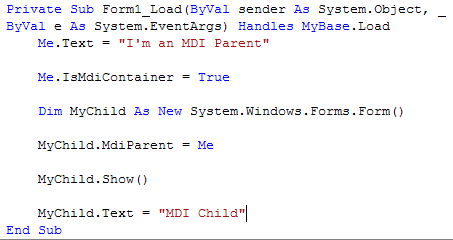 Private Sub Form1_Load(ByVal sender As System.Object, _
ByVal e As System.EventArgs) Handles MyBase.Load
Me.Text = "I'm an MDI Parent"
Me.IsMdiContainer = True
Dim MyChild As New System.Windows.Forms.Form()
MyChild.MdiParent = Me
MyChild.Show()
MyChild.Text = "MDI Child"
End Sub